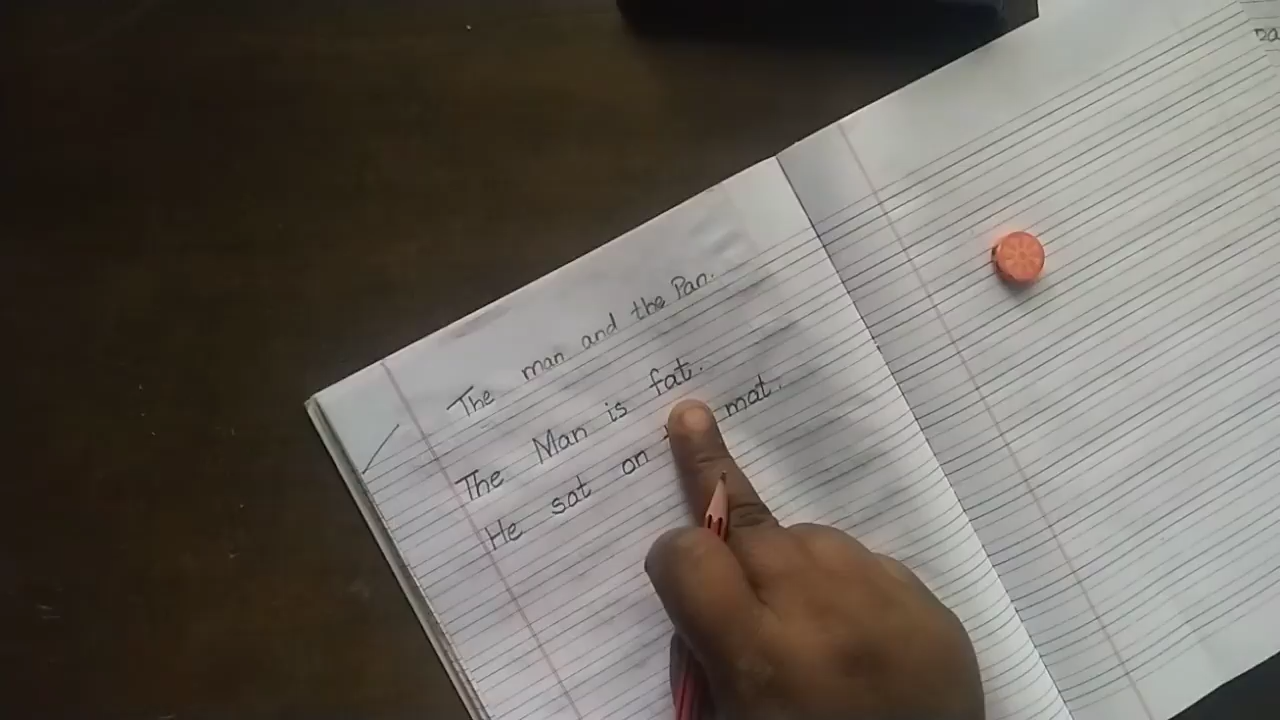 The man and the Pan.
The Man is fat.
He sat on mat.